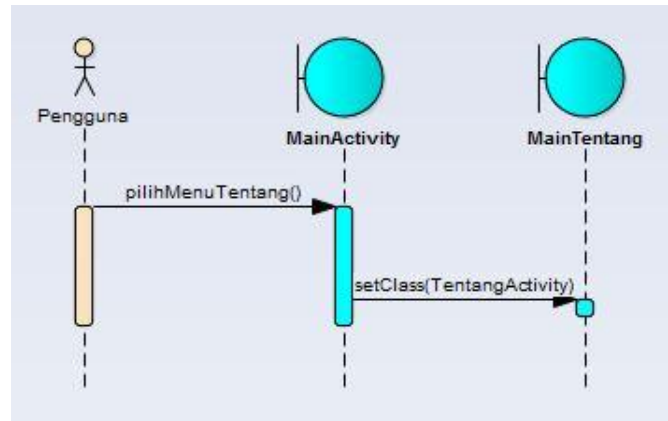 Pengguna
MainActivity
MainTentang
pilihMenuTentang()
setClass(TentangActivity)